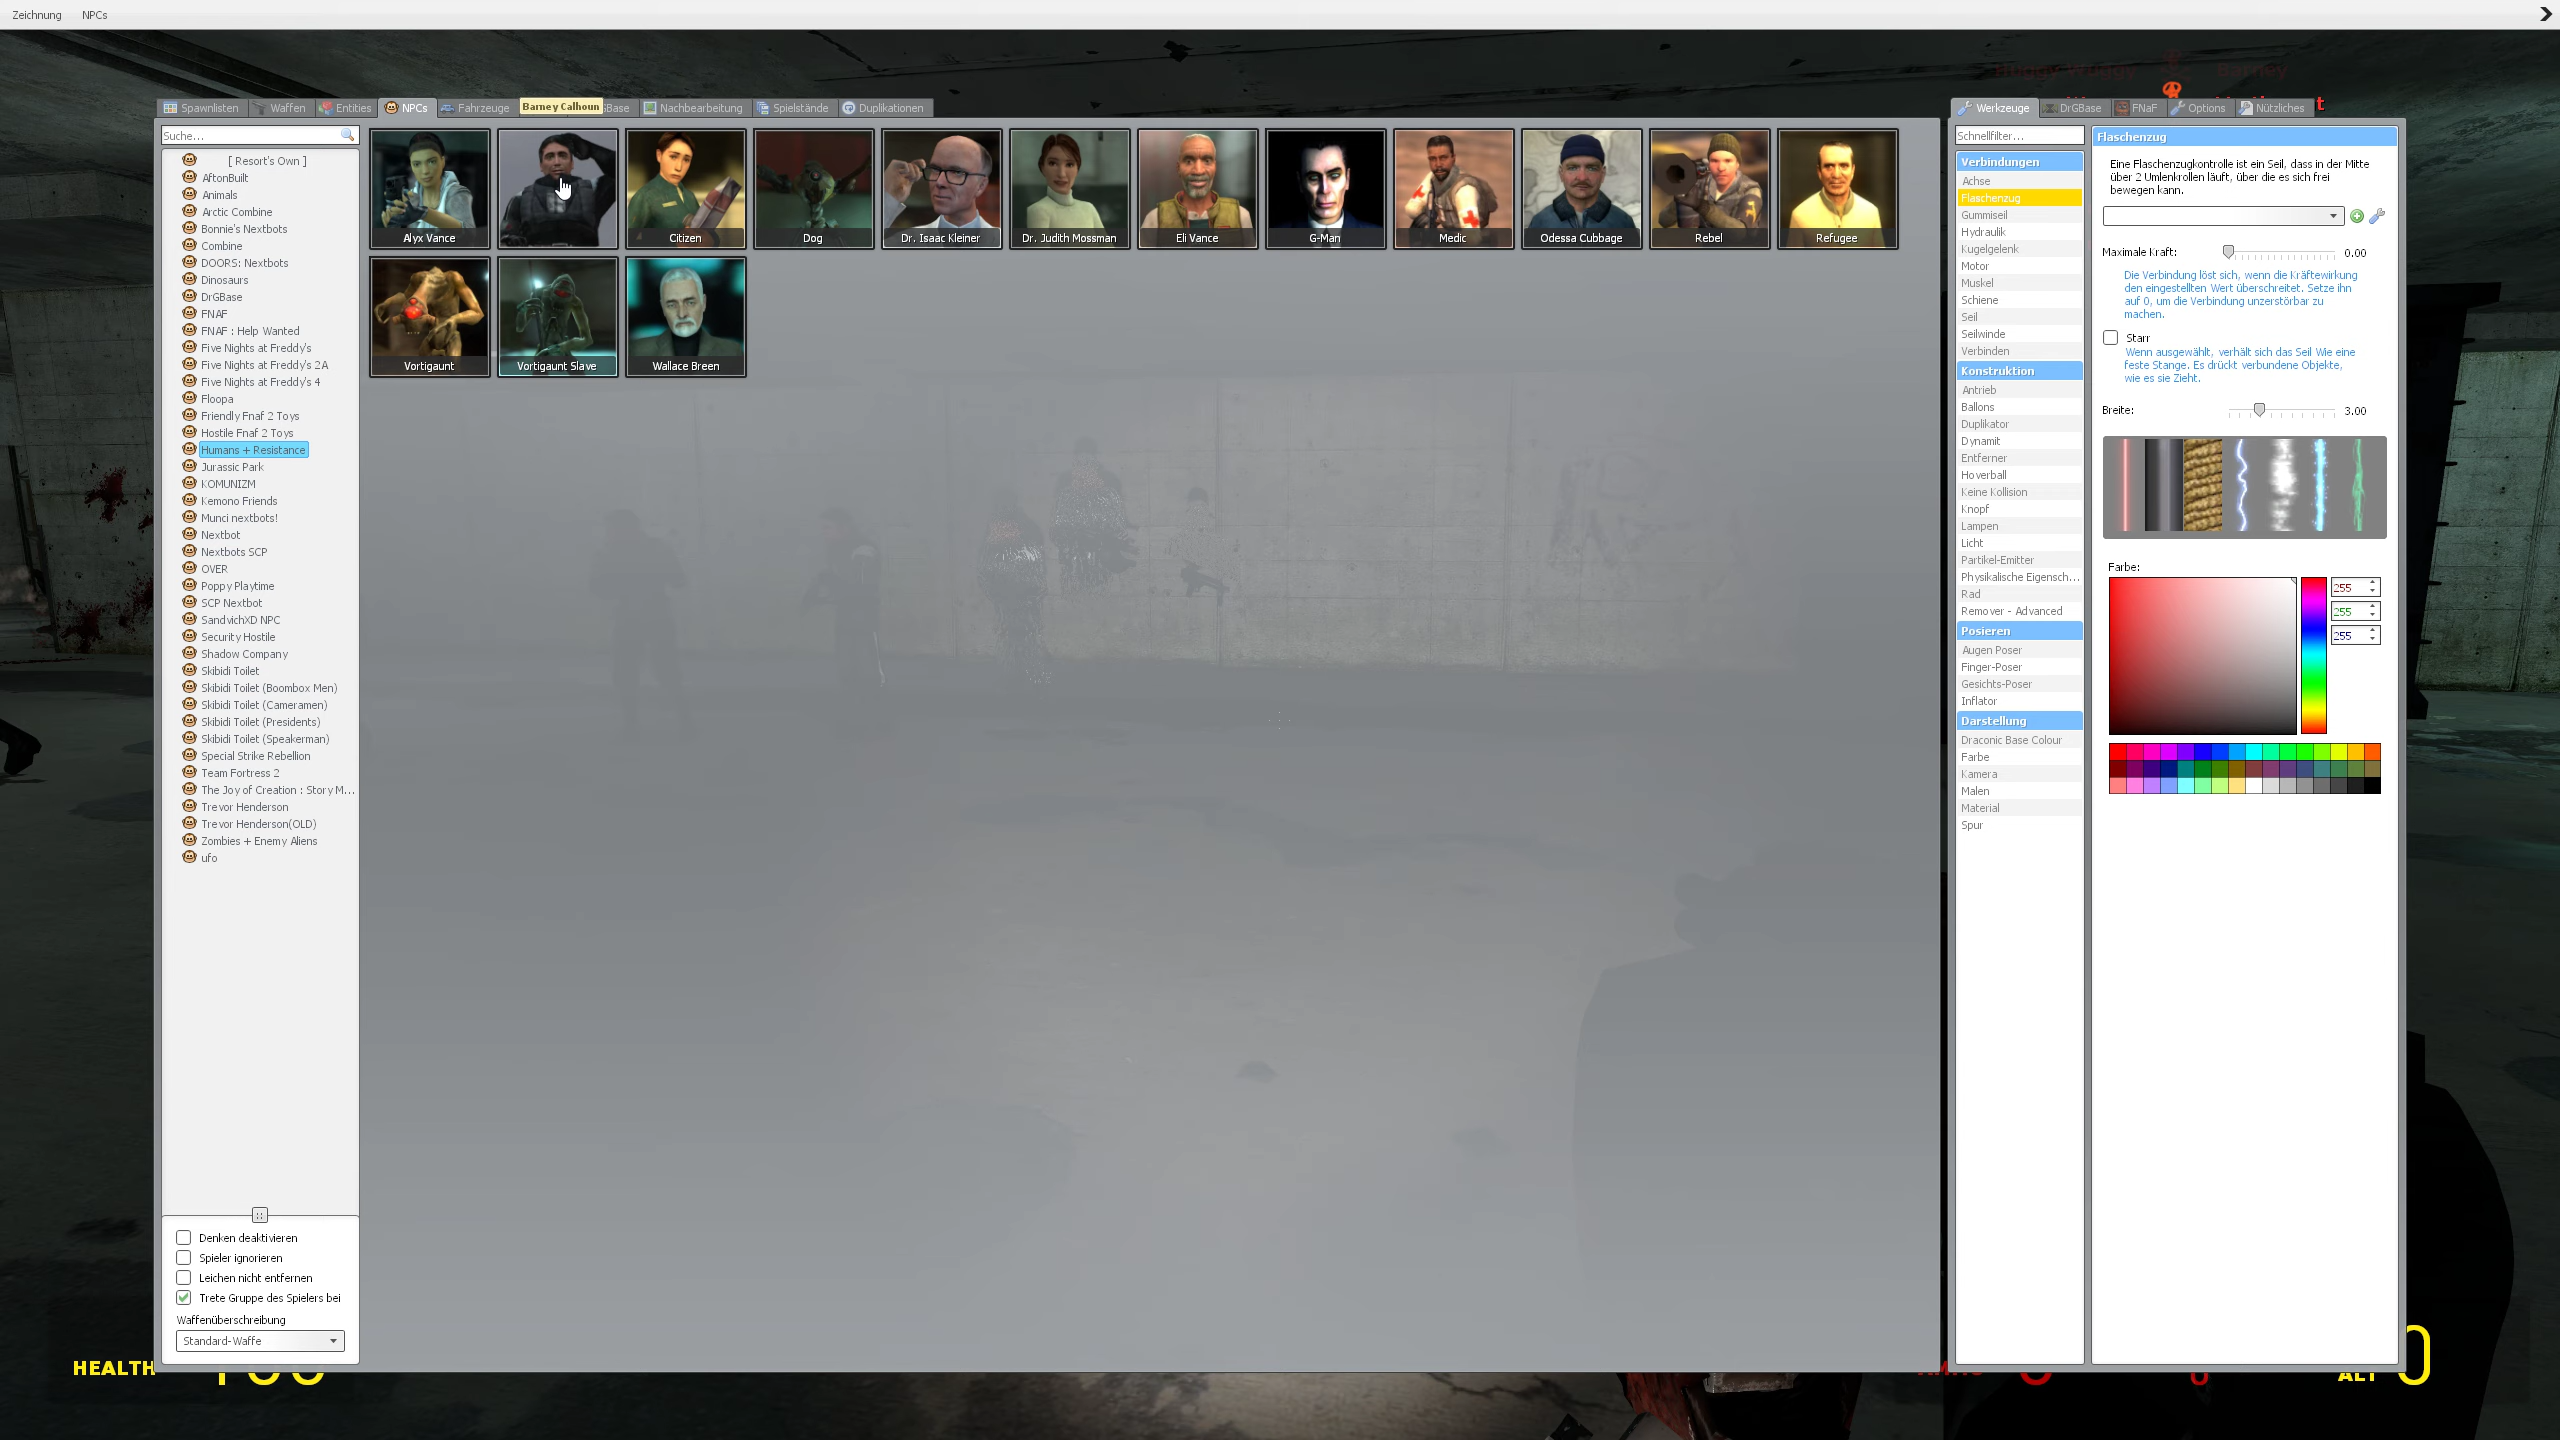 Zeichnung NPCs
Spawnlisten Waffen Entities NPCs Fahrzeuge Barney Calhoun Base Nachbearbeitung Spielstände Duplikationen
Suche...
[ Resort's Own ]
AftonBuilt
Animals
Arctic Combine
Bonnie's Nextbots
Combine
DOORS: Nextbots
Dinosaurs
DrGBase
FNAF
FNAF : Help Wanted
Five Nights at Freddy's
Five Nights at Freddy's 2A
Five Nights at Freddy's 4
Floopa
Friendly Fnaf 2 Toys
Hostile Fnaf 2 Toys
Humans + Resistance
Jurassic Park
KOMUNIZM
Kemono Friends
Munci nextbots!
Nextbot
Nextbots SCP
OVER
Poppy Playtime
SCP Nextbot
SandvichXD NPC
Security Hostile
Shadow Company
Skibidi Toilet
Skibidi Toilet (Boombox Men)
Skibidi Toilet (Cameramen)
Skibidi Toilet (Presidents)
Skibidi Toilet (Speakerman)
Special Strike Rebellion
Team Fortress 2
The Joy of Creation : Story M...
Trevor Henderson
Trevor Henderson(OLD)
Zombies + Enemy Aliens
ufo
Denken deaktivieren
Spieler ignorieren
Leichen nicht entfernen
Trete Gruppe des Spielers bei
Waffenüberschreibung
Standard-Waffe
Alyx Vance
Citizen
Dog
Dr. Isaac Kleiner
Dr. Judith Mossman
Eli Vance
G-Man
Medic
Odessa Cubbage
Rebel
Refugee
Vortigaunt
Vortigaunt Slave
Wallace Breen
Barney
Werkzeuge DrGBase FNaF Options Nützliches
Schnellfilter...
Verbindungen
Achse
Flaschenzug
Gummiseil
Hydraulik
Kugelgelenk
Motor
Muskel
Schiene
Seil
Seilwinde
Verbinden
Konstruktion
Antrieb
Ballons
Duplikator
Dynamit
Entferner
Hoverball
Keine Kollision
Knopf
Lampen
Licht
Partikel-Emitter
Physikalische Eigensch...
Rad
Remover - Advanced
Posieren
Augen Poser
Finger-Poser
Gesichts-Poser
Inflator
Darstellung
Draconic Base Colour
Farbe
Kamera
Malen
Material
Spur
Flaschenzug
Eine Flaschenzugkontrolle ist ein Seil, dass in der Mitte
über 2 Umlenkrollen läuft, über die es sich frei
bewegen kann.
Maximale Kraft: 0.00
Die Verbindung löst sich, wenn die Kräftewirkung
den eingestellten Wert überschreitet. Setze ihn
auf 0, um die Verbindung unzerstörbar zu
machen.
Starr
Wenn ausgewählt, verhält sich das Seil Wie eine
feste Stange. Es drückt verbundene Objekte,
wie es sie Zieht.
Breite: 3.00
Farbe:
255
255
255
HEALTH
ALT